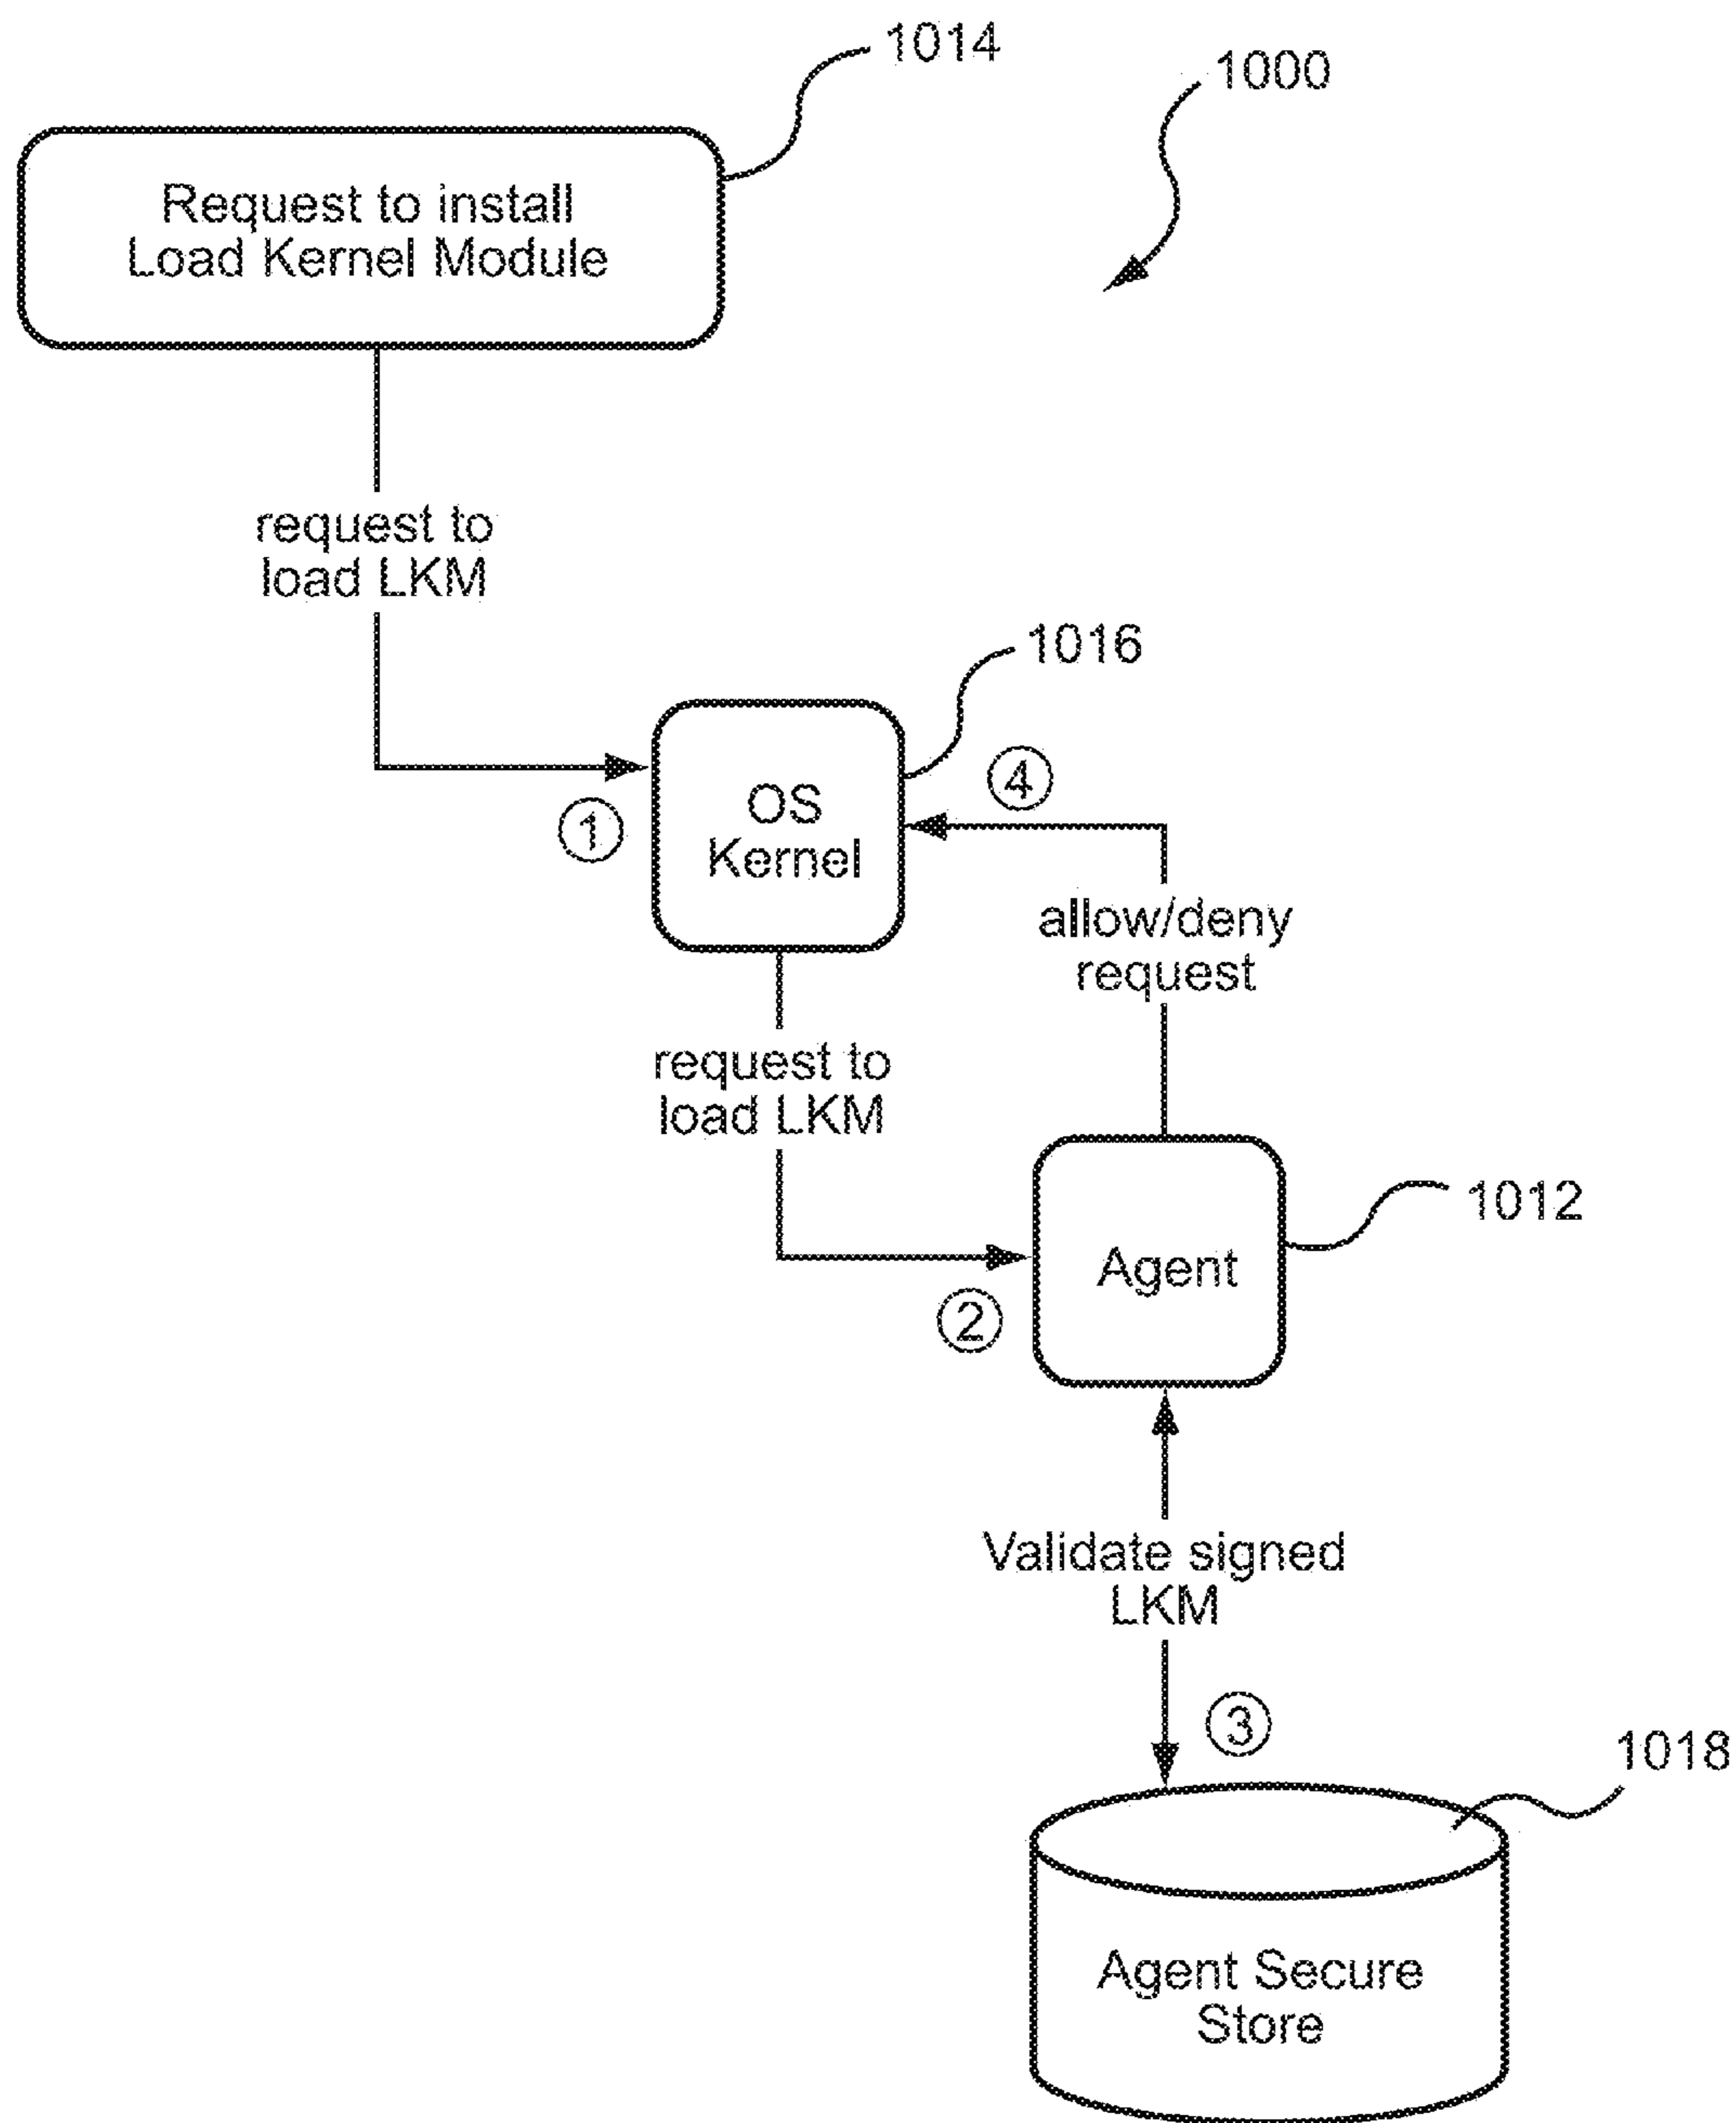 1014
1000
Request to install
Load Kernel Module
request to
load LKM
1016
④
OS
Kernel
①
allow/deny
request
request to
load LKM
1012
Agent
②
Validate signed
LKM
③
1018
Agent Secure
Store